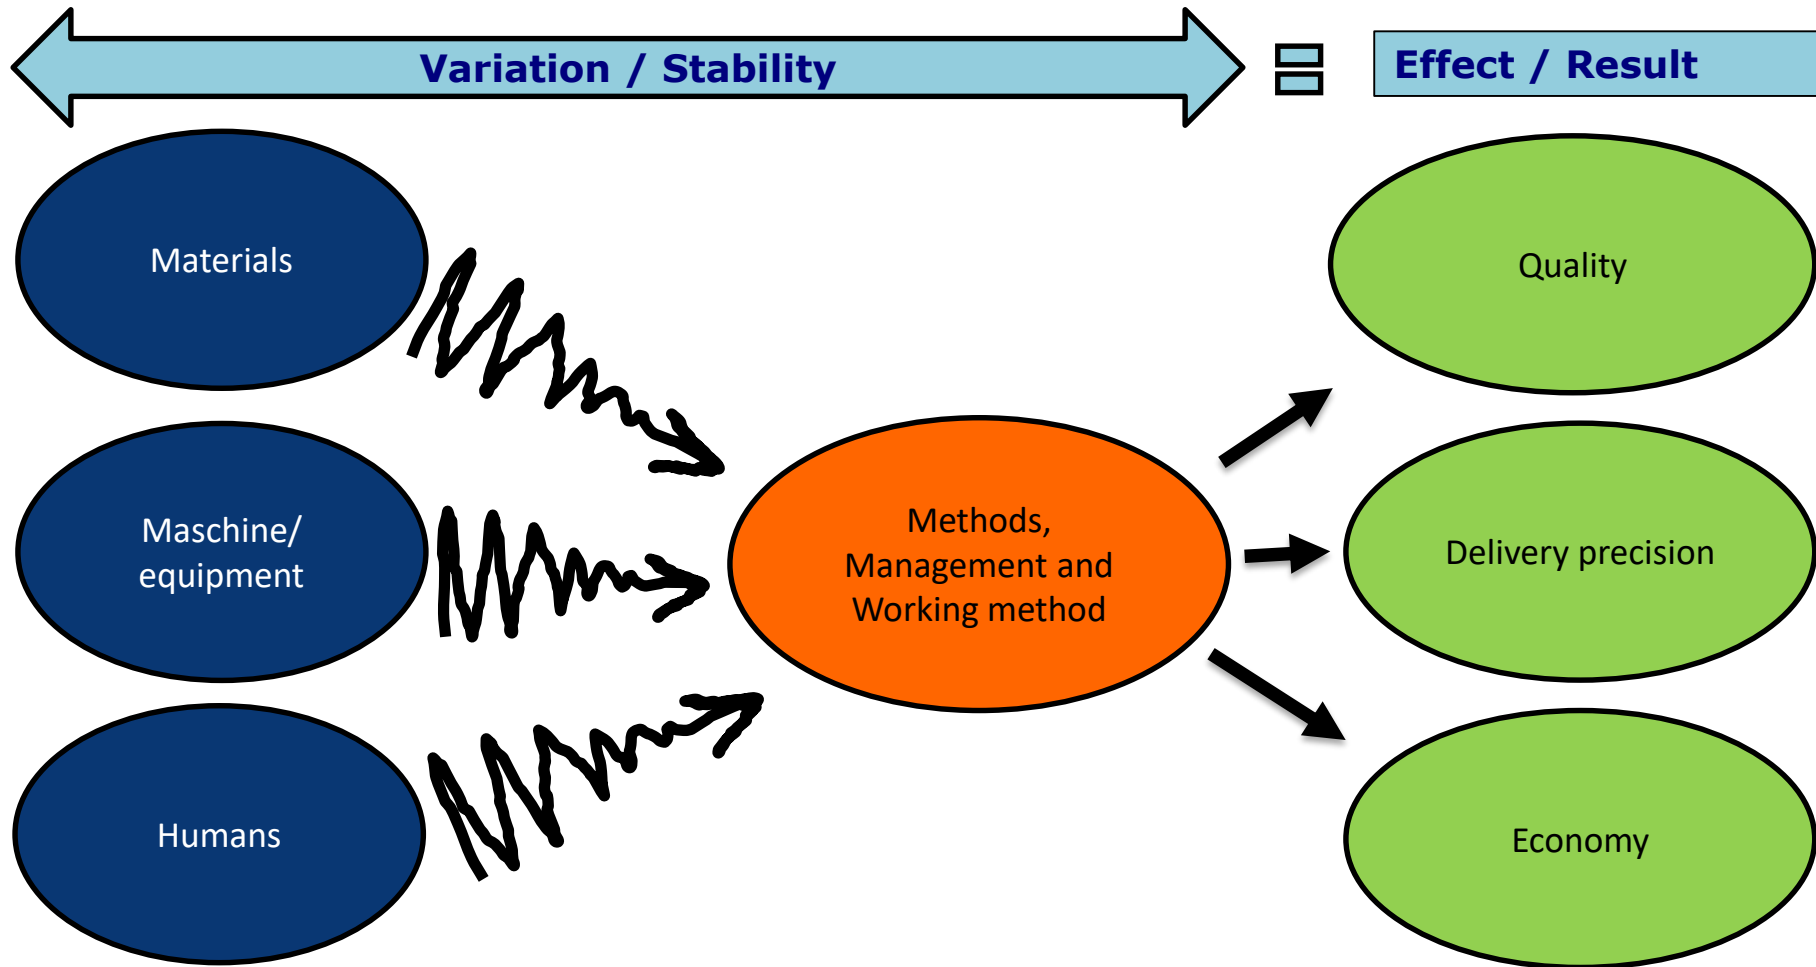 Variation / Stability
Effect / Result
Materials
Quality
Maschine/
equipment
Methods,
Management and
Working method
Delivery precision
Humans
Economy